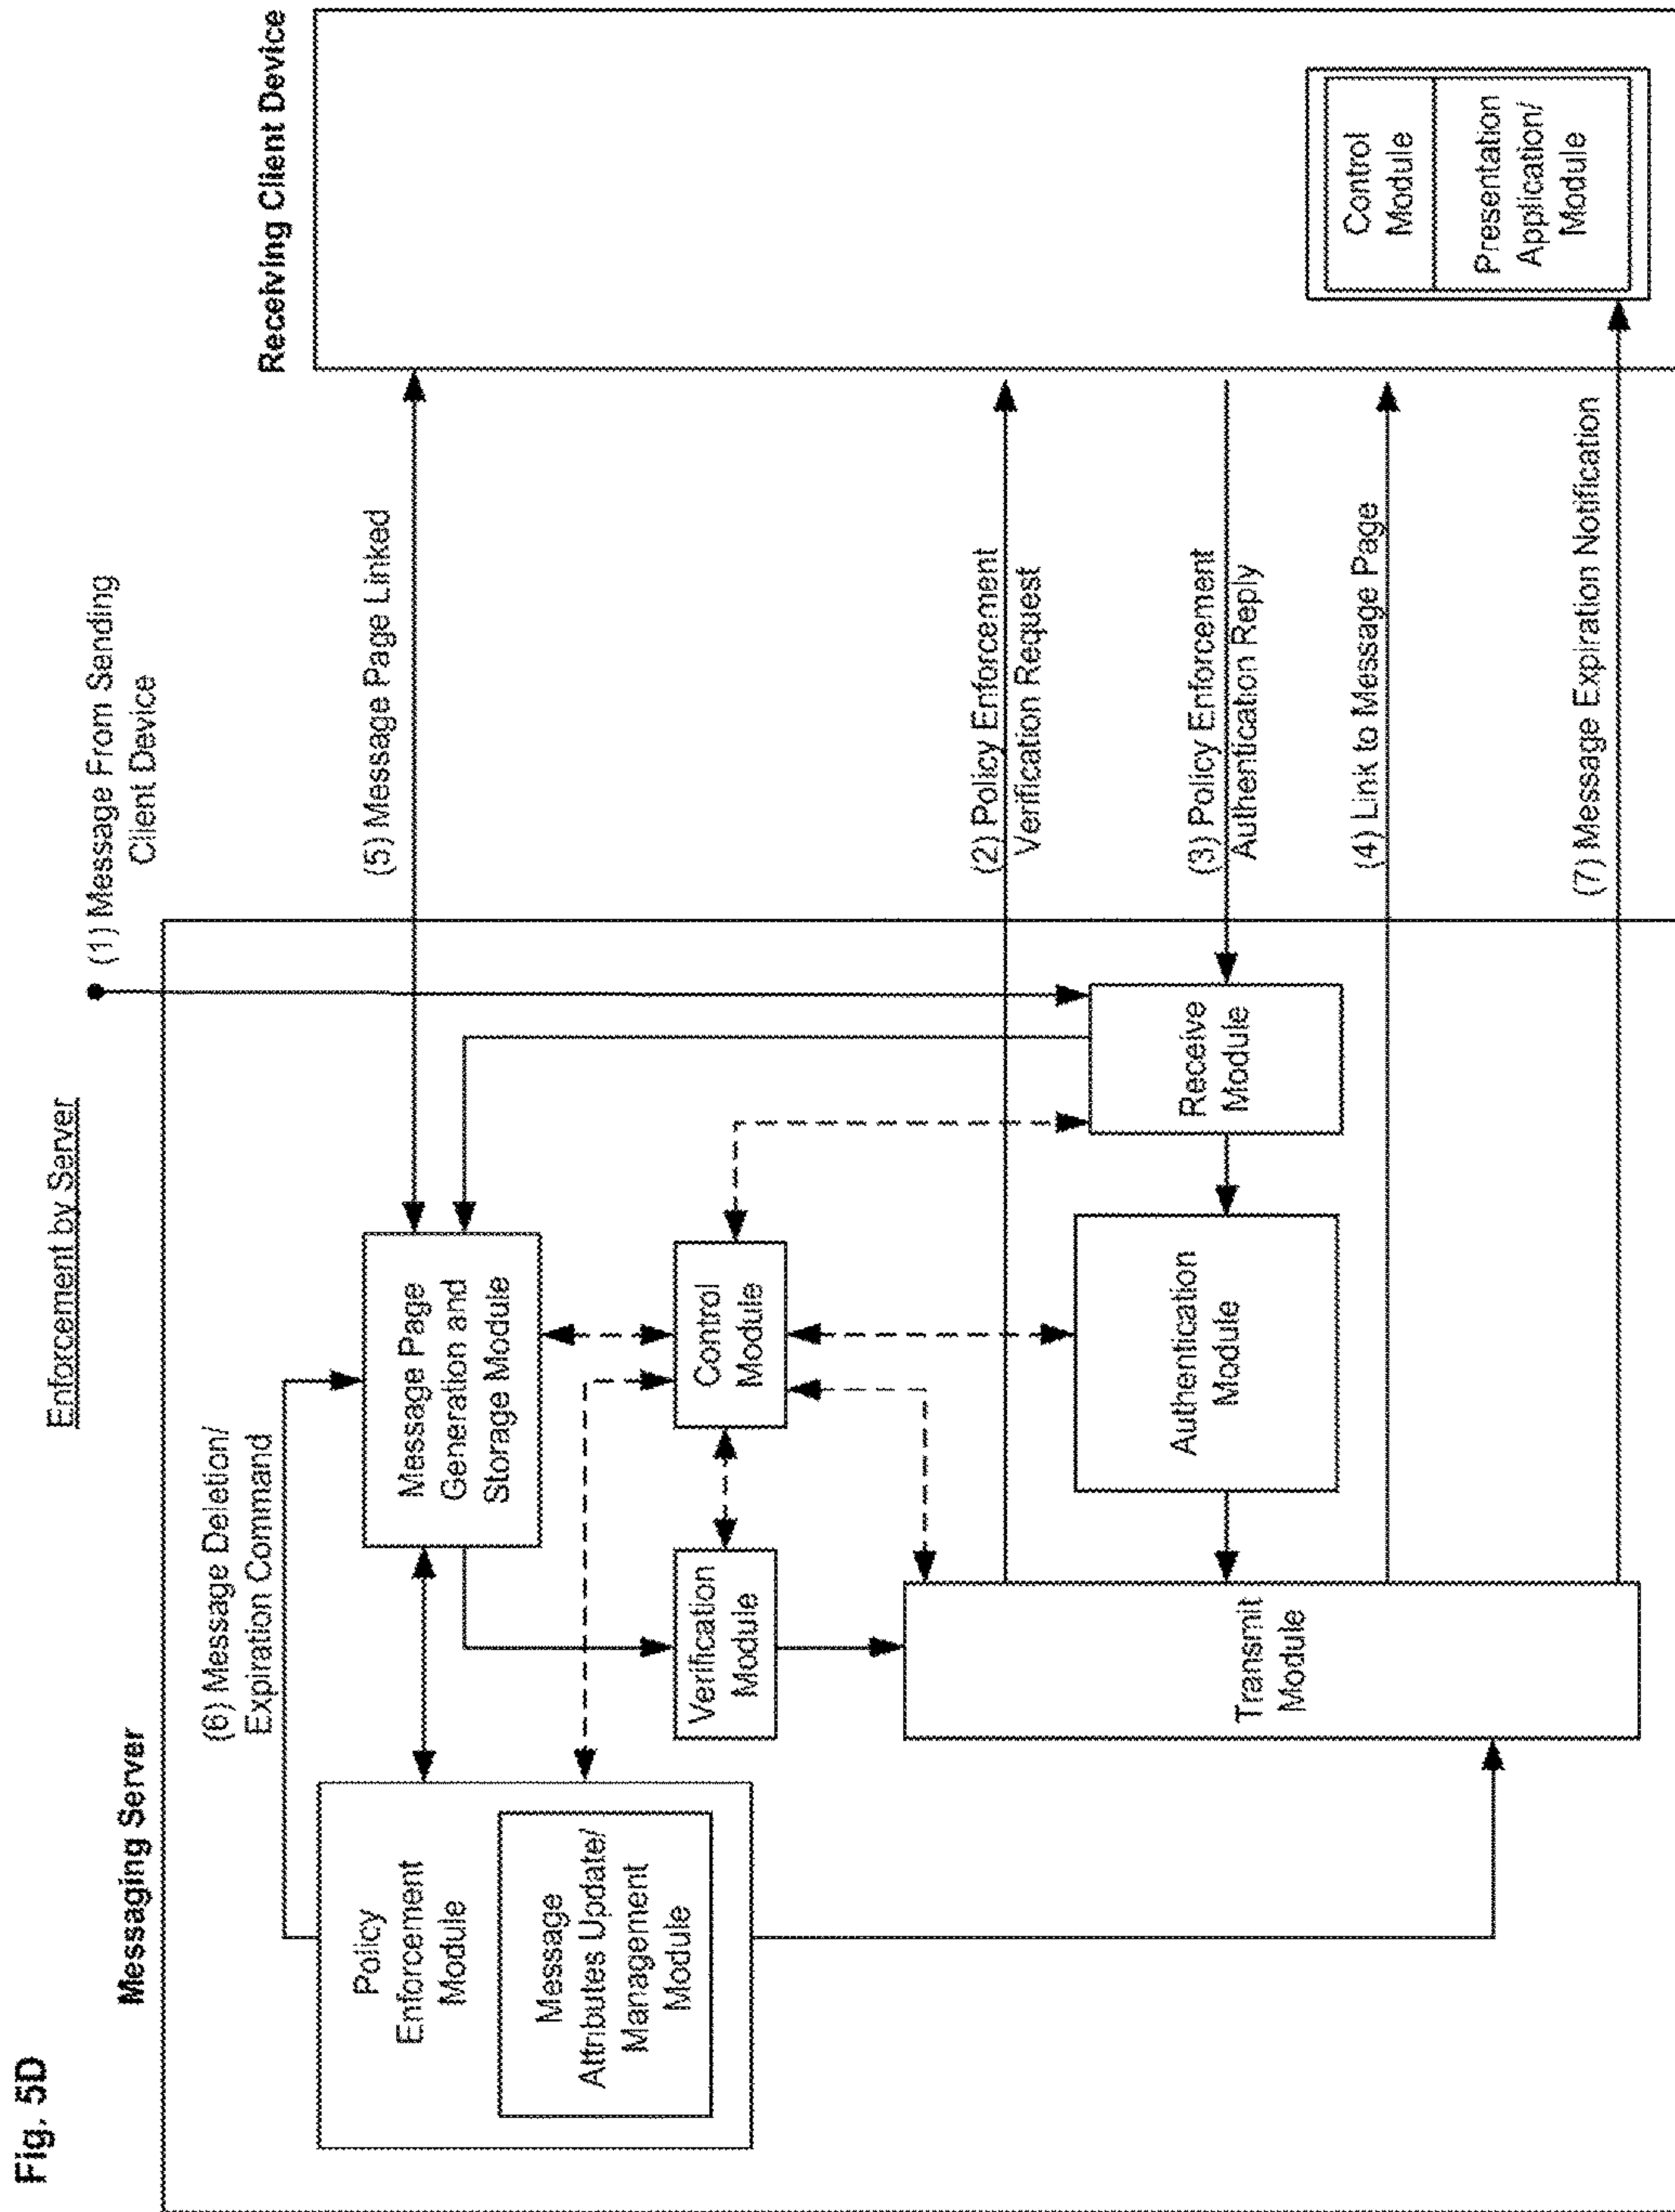 Fig. 5D
Enforcement by Server
Messaging Server
Receiving Client Device
(1) Message From Sending
Client Device
(6) Message Deletion/
Expiration Command
(5) Message Page Linked
Policy
Enforcement
Module
Message
Attributes Update/
Management
Module
Message Page
Generation and
Storage Module
Verification
Module
Control
Module
(2) Policy Enforcement
Verification Request
(3) Policy Enforcement
Authentication Reply
Transmit
Module
Authentication
Module
Receive
Module
(4) Link to Message Page
(7) Message Expiration Notification
Control
Module
Presentation
Application/
Module